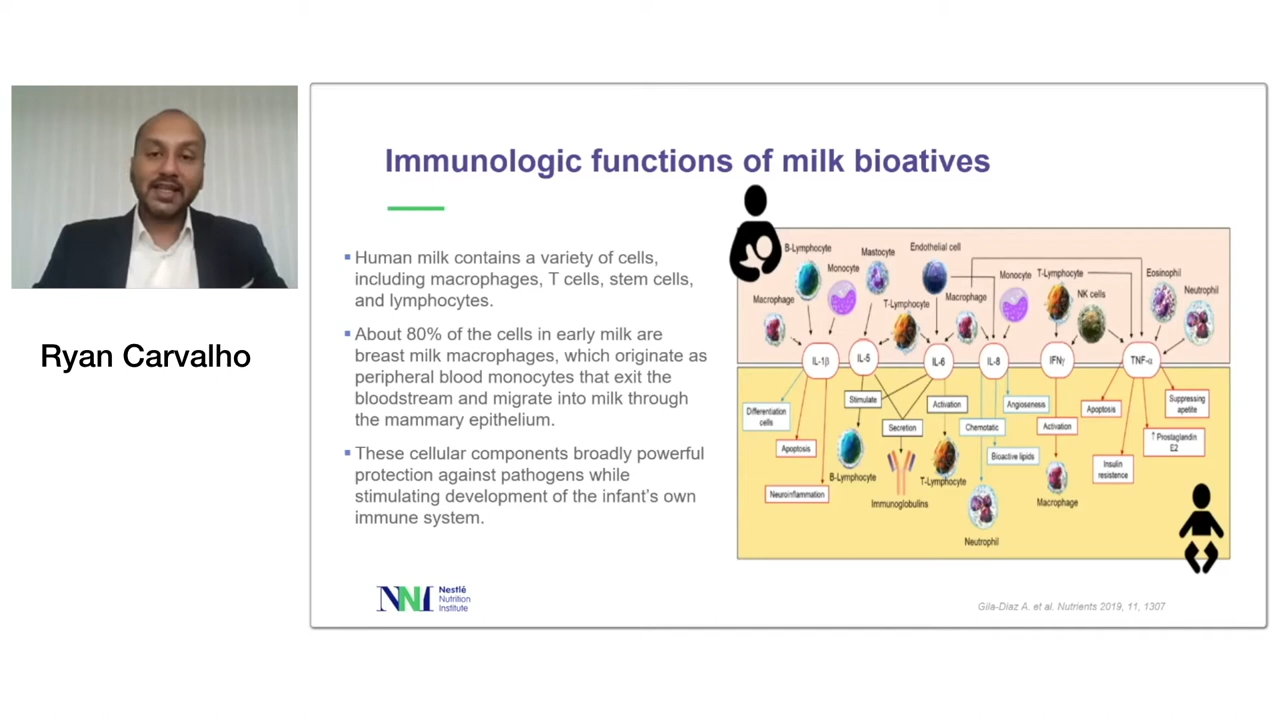 Ryan Carvalho
Immunologic functions of milk bioatives
Human milk contains a variety of cells,
including macrophages, T cells, stem cells,
and lymphocytes.
About 80% of the cells in early milk are
breast milk macrophages, which originate as
peripheral blood monocytes that exit the
bloodstream and migrate into milk through
the mammary epithelium.
These cellular components broadly powerful
protection against pathogens while
stimulating development of the infant's own
immune system.
B-Lymphocyte
Monocyte
Mastocyte
Macrophage
T-Lymphocyte
Endothelial cell
Macrophage
Monocyte
T-Lymphocyte
NK cells
Eosinophil
Neutrophil
IL-1β
IL-5
IL-6
IL-8
IFNγ
TNF-α
Differentiation
cells
Apoptosis
Neuroinflammation
Stimulate
B-Lymphocyte
Secretion
Immunoglobulins
Activation
T-Lymphocyte
Chemotatic
Neutrophil
Angiosenesis
Bioactive lipids
Activation
Macrophage
Apoptosis
Insulin
resistence
↑ Prostaglandin
E2
Suppressing
apetite
NNI
Nestlé
Nutrition
Institute
Gila-Díaz A. et al. Nutrients 2019, 11, 1307